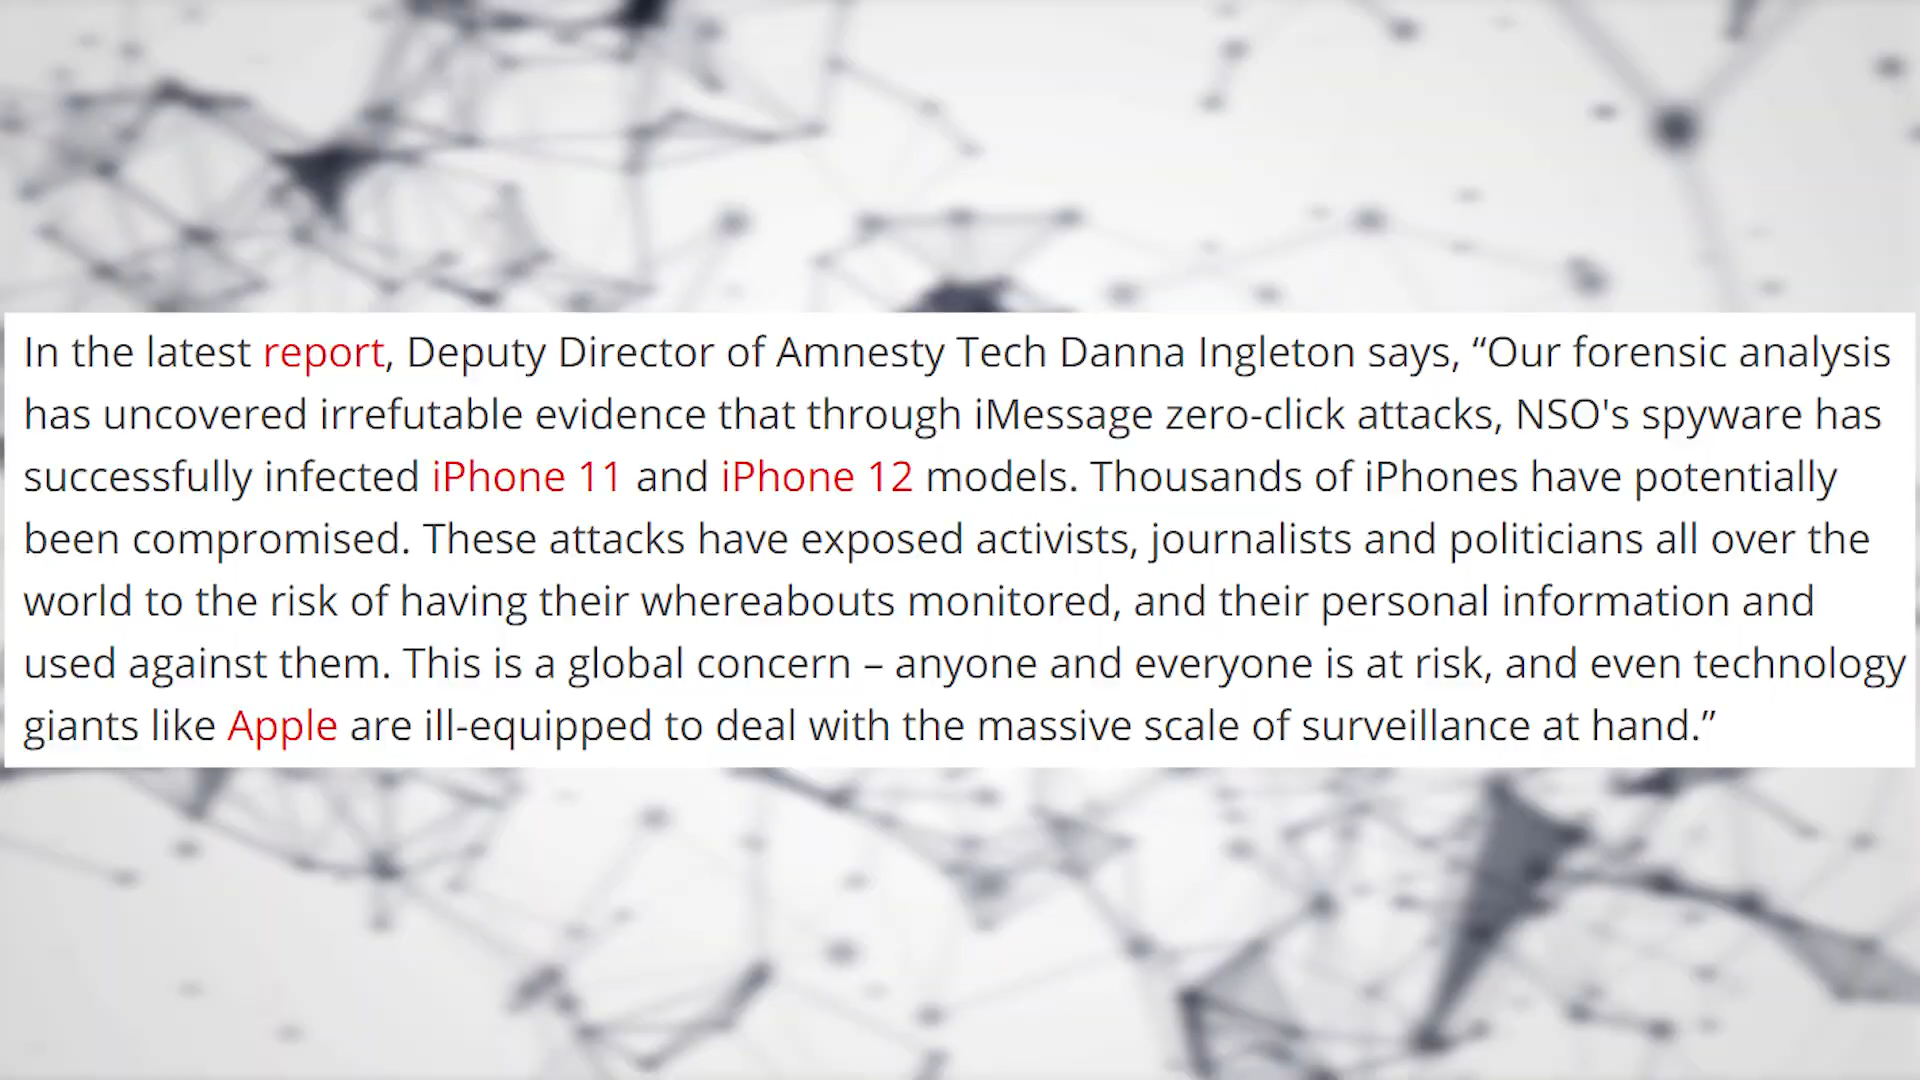 In the latest report, Deputy Director of Amnesty Tech Danna Ingleton says, “Our forensic analysis
has uncovered irrefutable evidence that through iMessage zero-click attacks, NSO's spyware has
successfully infected iPhone 11 and iPhone 12 models. Thousands of iPhones have potentially
been compromised. These attacks have exposed activists, journalists and politicians all over the
world to the risk of having their whereabouts monitored, and their personal information and
used against them. This is a global concern – anyone and everyone is at risk, and even technology
giants like Apple are ill-equipped to deal with the massive scale of surveillance at hand.”